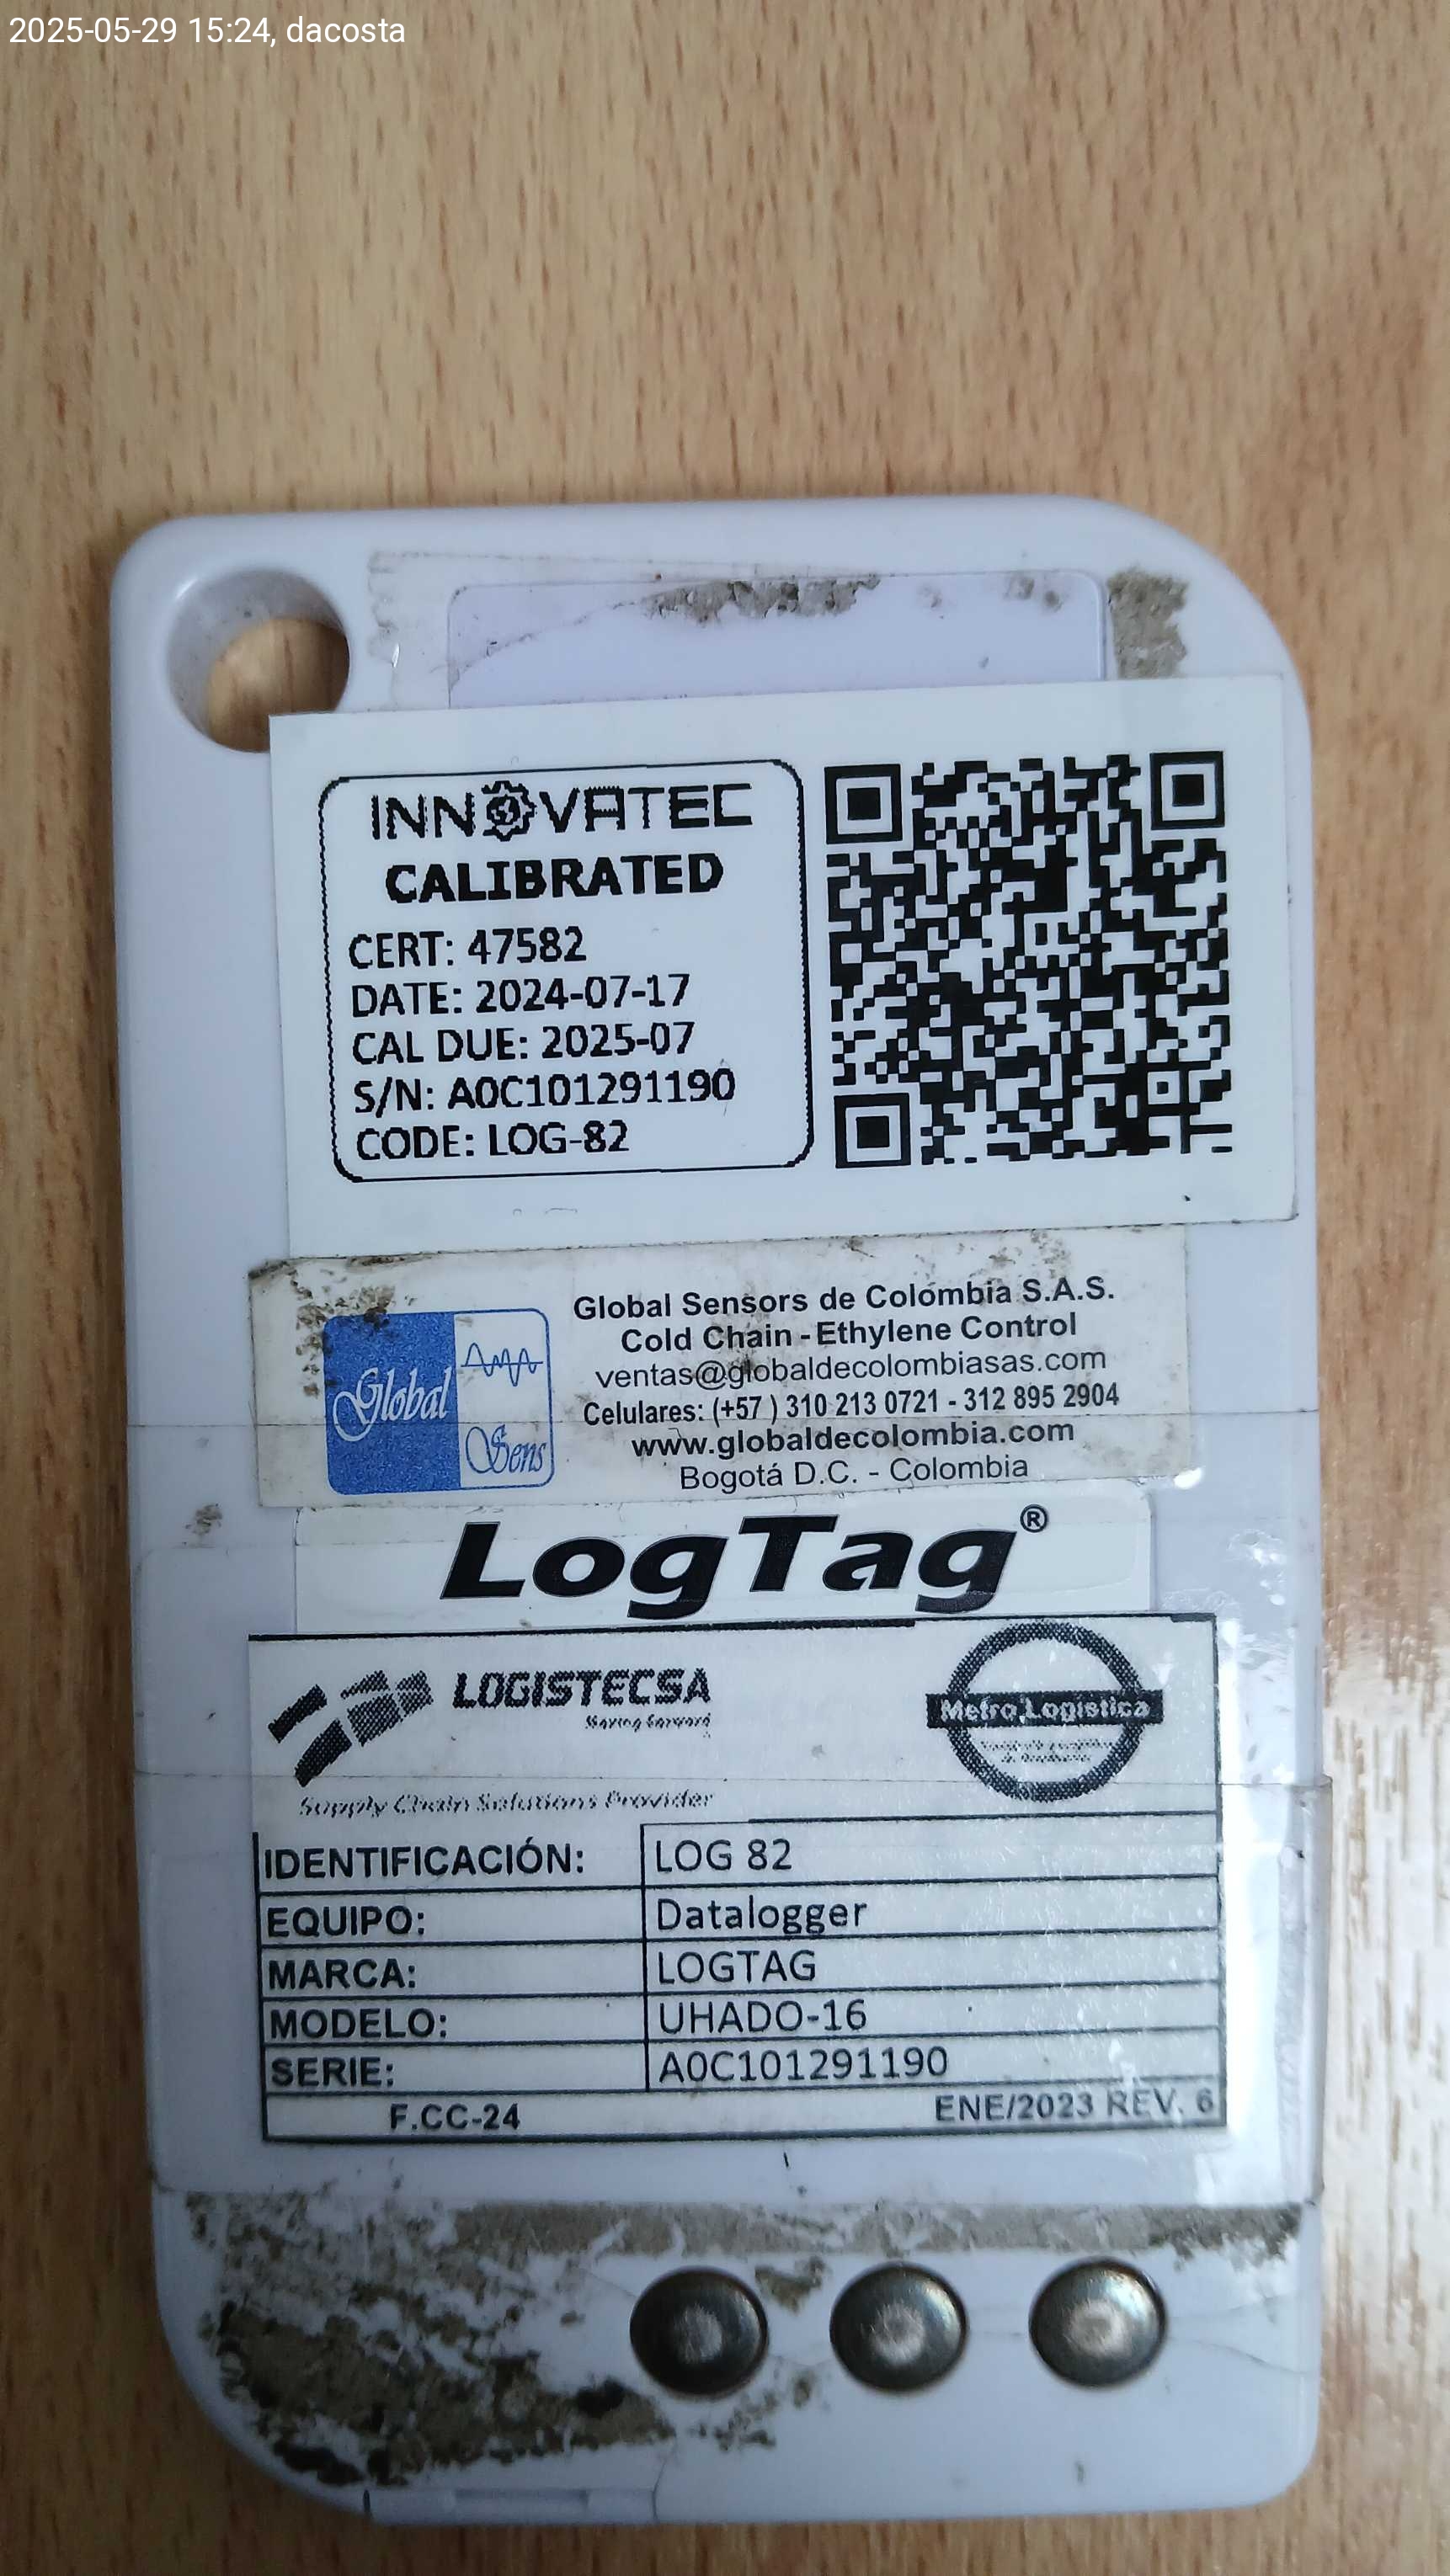 2025-05-29 15:24, dacosta
INNOVATEC
CALIBRATED
CERT: 47582
DATE: 2024-07-17
CAL DUE: 2025-07
S/N: A0C101291190
CODE: LOG-82
Global Sens
Global Sensors de Colombia S.A.S.
Cold Chain - Ethylene Control
ventas@globaldecolombiasas.com
Celulares: (+57 ) 310 213 0721 - 312 895 2904
www.globaldecolombia.com
Bogotá D.C. - Colombia
LogTag®
LOGISTECSA
Moving forward
Supply Chain Solutions Provider
Metro Logística
IDENTIFICACIÓN: LOG 82
EQUIPO: Datalogger
MARCA: LOGTAG
MODELO: UHADO-16
SERIE: A0C101291190
F.CC-24 ENE/2023 REV. 6